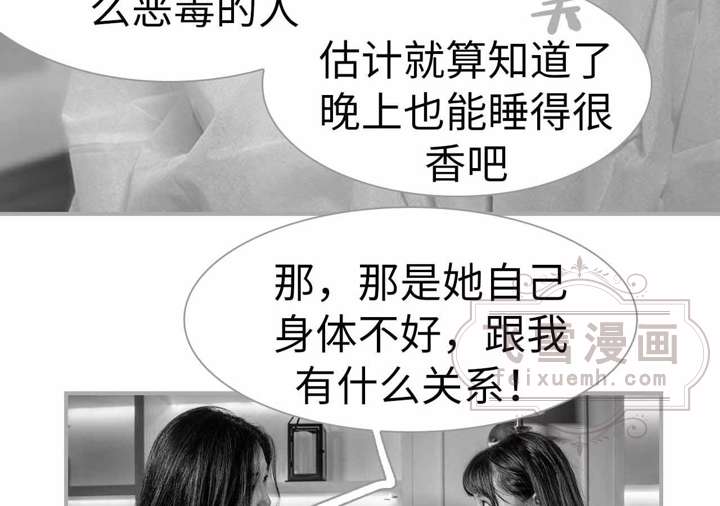 么恶毒的人
估计就算知道了
晚上也能睡得很
香吧
那，那是她自己
身体不好，跟我
有什么关系！
飞雪漫画
feixuemh.com